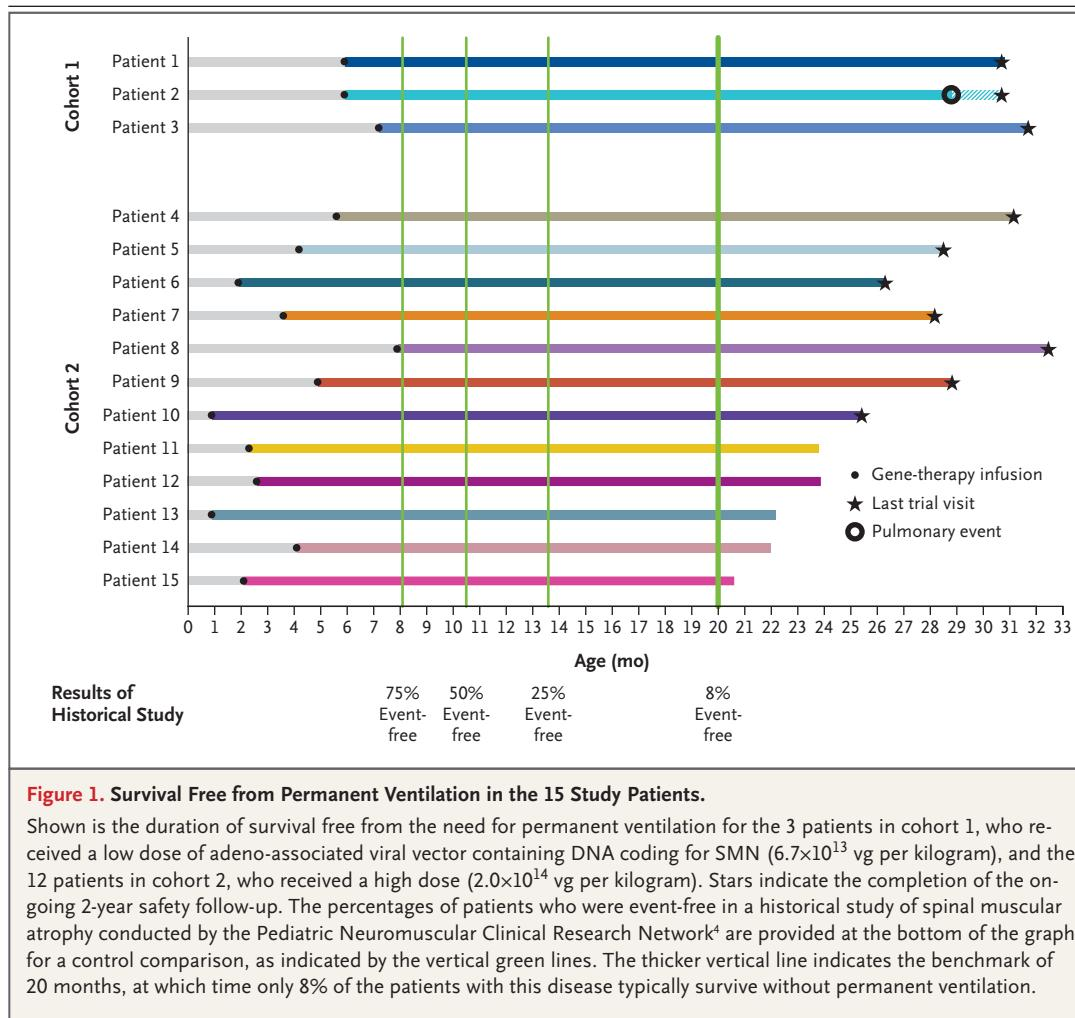 Cohort 1
Patient 1
Patient 2
Patient 3
Cohort 2
Patient 4
Patient 5
Patient 6
Patient 7
Patient 8
Patient 9
Patient 10
Patient 11
Patient 12
Patient 13
Patient 14
Patient 15
Gene-therapy infusion
Last trial visit
Pulmonary event
0 1 2 3 4 5 6 7 8 9 10 11 12 13 14 15 16 17 18 19 20 21 22 23 24 25 26 27 28 29 30 31 32 33
Age (mo)
Results of
Historical Study
75%
Event-
free
50%
Event-
free
25%
Event-
free
8%
Event-
free
Figure 1. Survival Free from Permanent Ventilation in the 15 Study Patients.
Shown is the duration of survival free from the need for permanent ventilation for the 3 patients in cohort 1, who re-
ceived a low dose of adeno-associated viral vector containing DNA coding for SMN (6.7×10¹³ vg per kilogram), and the
12 patients in cohort 2, who received a high dose (2.0×10¹⁴ vg per kilogram). Stars indicate the completion of the on-
going 2-year safety follow-up. The percentages of patients who were event-free in a historical study of spinal muscular
atrophy conducted by the Pediatric Neuromuscular Clinical Research Network⁴ are provided at the bottom of the graph
for a control comparison, as indicated by the vertical green lines. The thicker vertical line indicates the benchmark of
20 months, at which time only 8% of the patients with this disease typically survive without permanent ventilation.